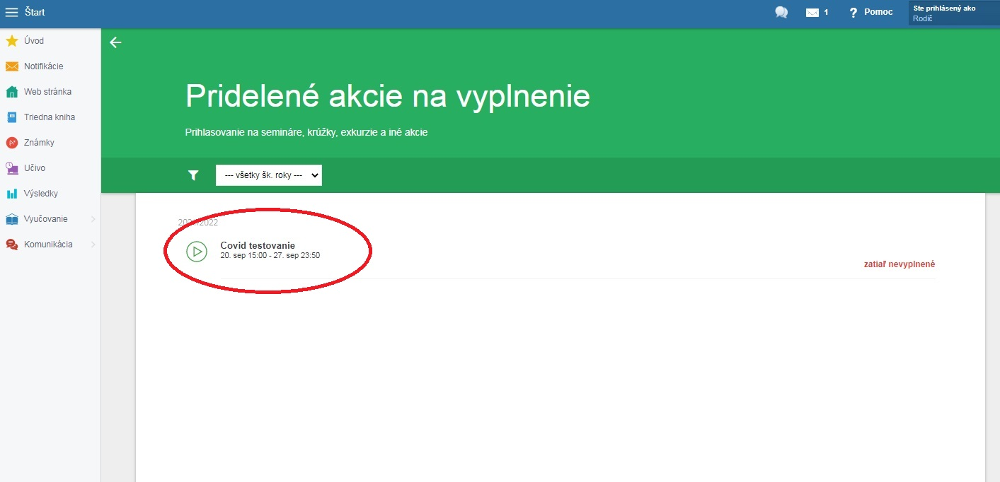 Štart
1
Pomoc
Ste prihlásený ako
Rodič
Úvod
Notifikácie
Web stránka
Triedna kniha
Známky
Učivo
Výsledky
Vyučovanie
Komunikácia
Pridelené akcie na vyplnenie
Prihlasovanie na semináre, krúžky, exkurzie a iné akcie
--- všetky šk. roky ---
2021/2022
Covid testovanie
20. sep 15:00 - 27. sep 23:50
zatiaľ nevyplnené